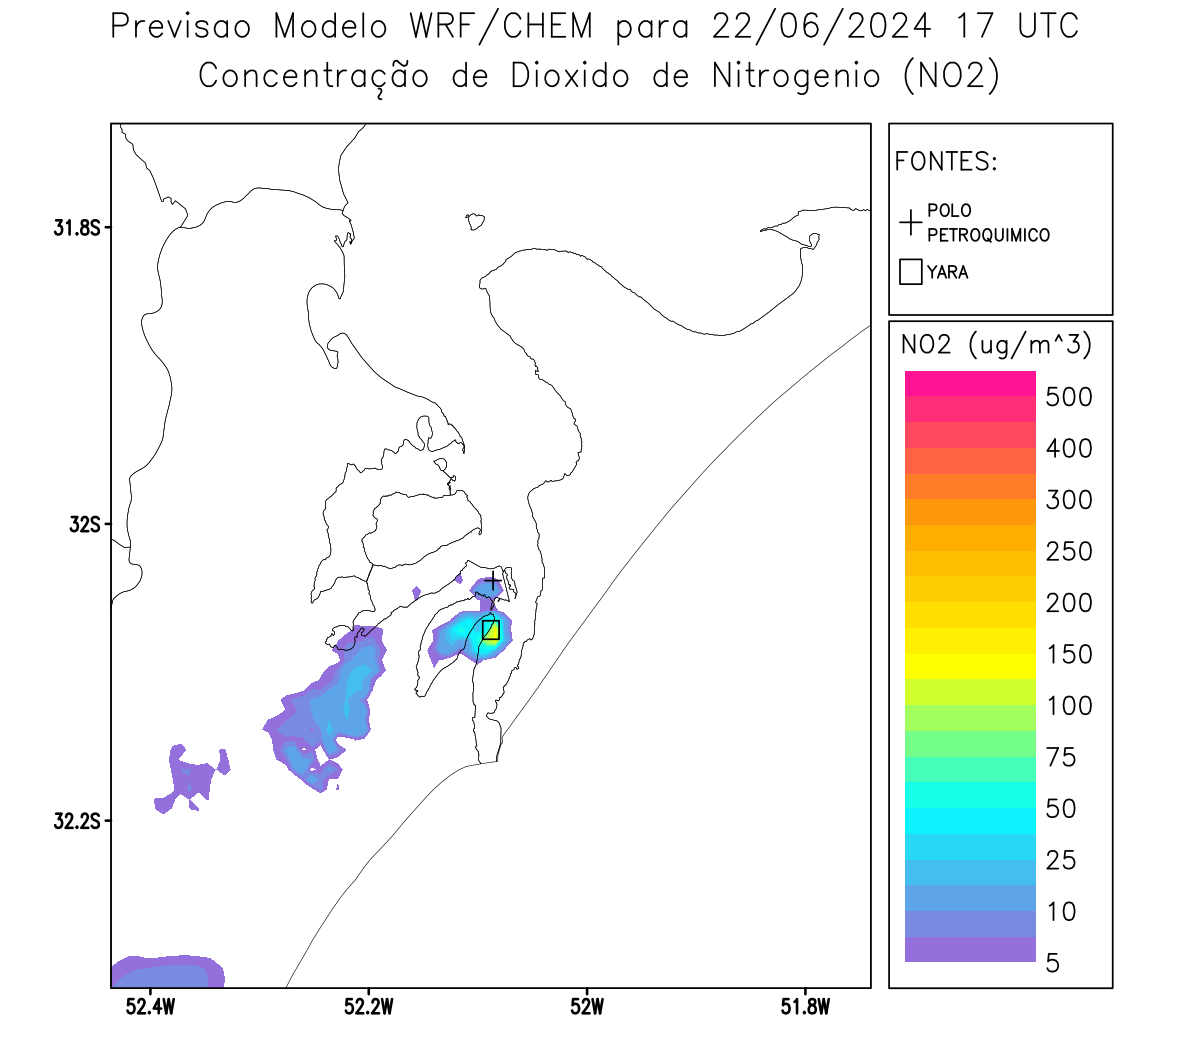 Previsao Modelo WRF/CHEM para 22/06/2024 17 UTC
Concentração de Dioxido de Nitrogenio (NO2)
FONTES:
POLO
PETROQUIMICO
YARA
NO2 (ug/m^3)
500
400
300
250
200
150
100
75
50
25
10
5
31.8S
32S
32.2S
52.4W
52.2W
52W
51.8W